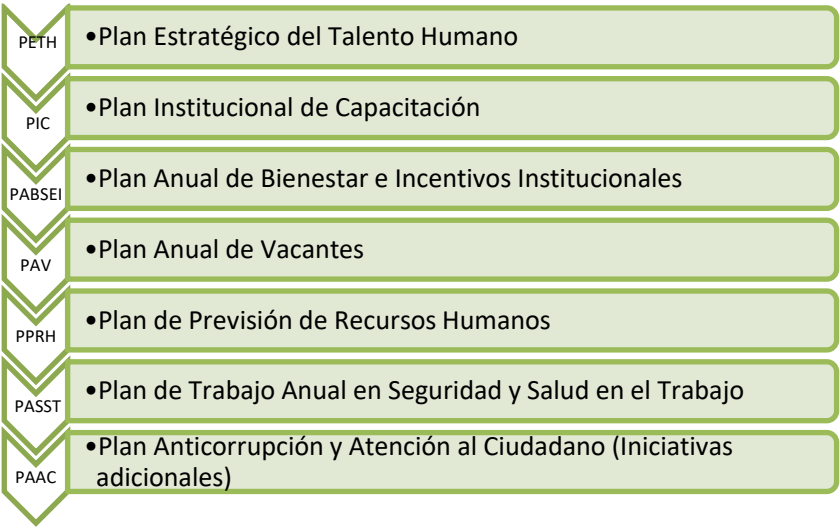 PETH
•Plan Estratégico del Talento Humano
PIC
•Plan Institucional de Capacitación
PABSEI
•Plan Anual de Bienestar e Incentivos Institucionales
PAV
•Plan Anual de Vacantes
PPRH
•Plan de Previsión de Recursos Humanos
PASST
•Plan de Trabajo Anual en Seguridad y Salud en el Trabajo
PAAC
•Plan Anticorrupción y Atención al Ciudadano (Iniciativas
adicionales)